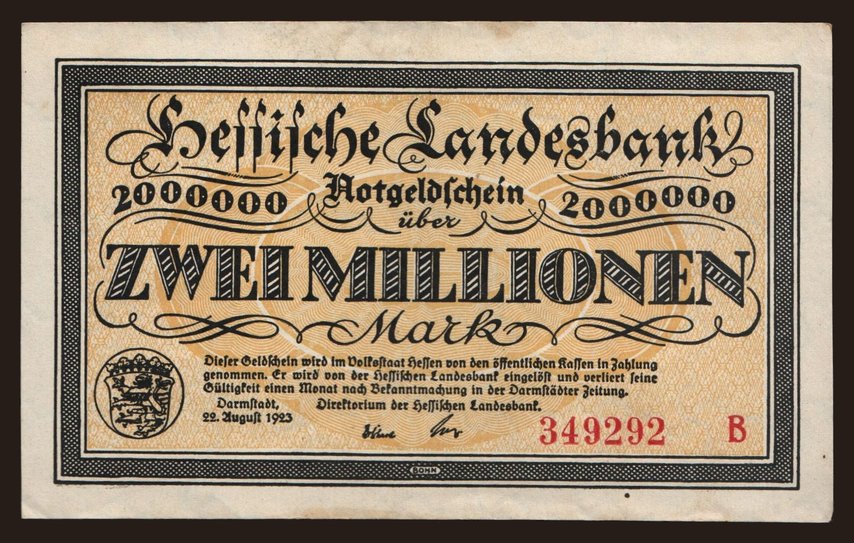 Hessische Landesbank
2000000 Notgeldschein 2000000
über
ZWEI MILLIONEN
Mark
Dieser Geldschein wird im Volksstaat Hessen von den öffentlichen Kassen in Zahlung
genommen. Er wird von der Hessischen Landesbank eingelöst und verliert seine
Gültigkeit einen Monat nach Bekanntmachung in der Darmstädter Zeitung.
Darmstadt, Direktorium der Hessischen Landesbank.
22. August 1923
349292 B